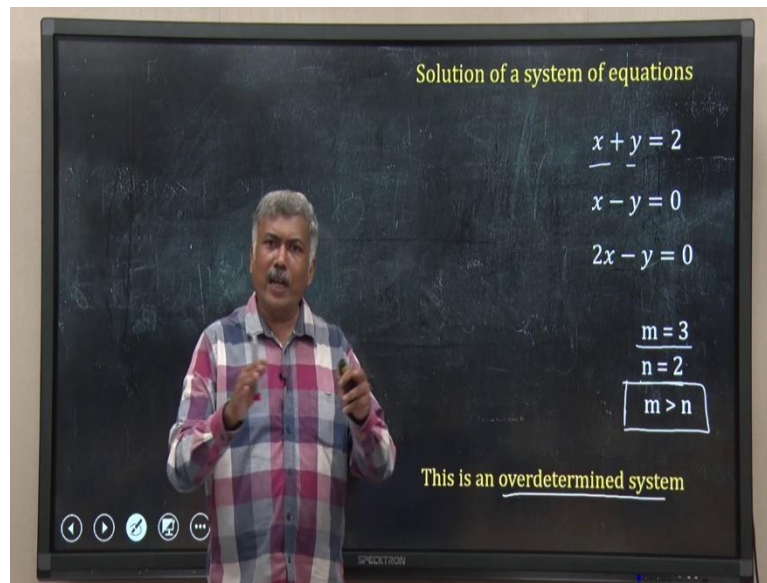 Solution of a system of equations
x + y = 2
x − y = 0
2x − y = 0
m = 3
n = 2
m > n
This is an overdetermined system
SPECKTRON